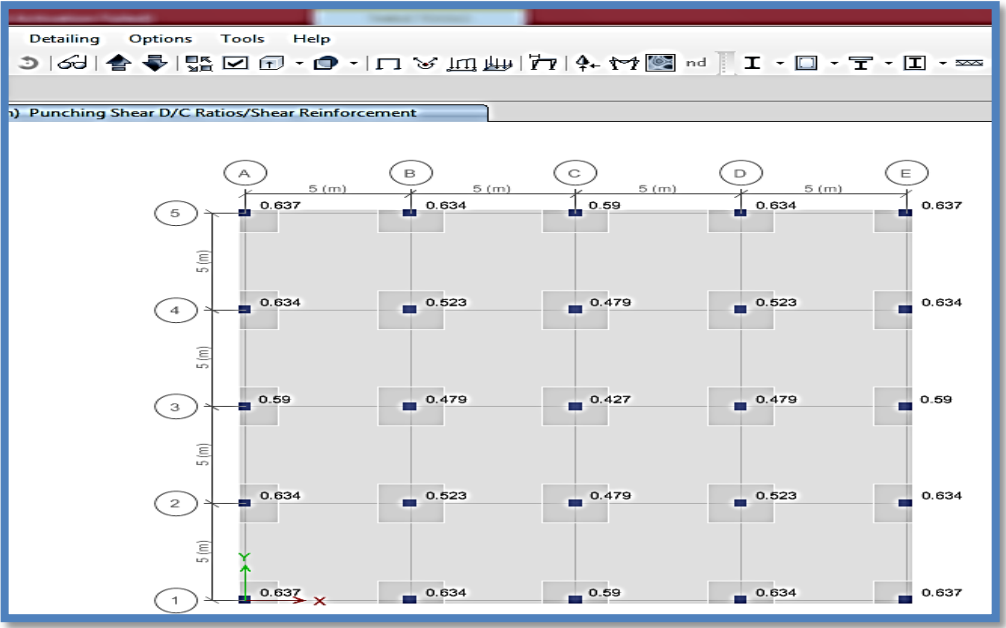 Detailing Options Tools Help
nd
n) Punching Shear D/C Ratios/Shear Reinforcement
A B C D E
5 (m) 5 (m) 5 (m) 5 (m)
5 0.637 0.634 0.59 0.634 0.637
5 (m)
4 0.634 0.523 0.479 0.523 0.634
5 (m)
3 0.59 0.479 0.427 0.479 0.59
5 (m)
2 0.634 0.523 0.479 0.523 0.634
5 (m)
Y
1 0.637 X 0.634 0.59 0.634 0.637